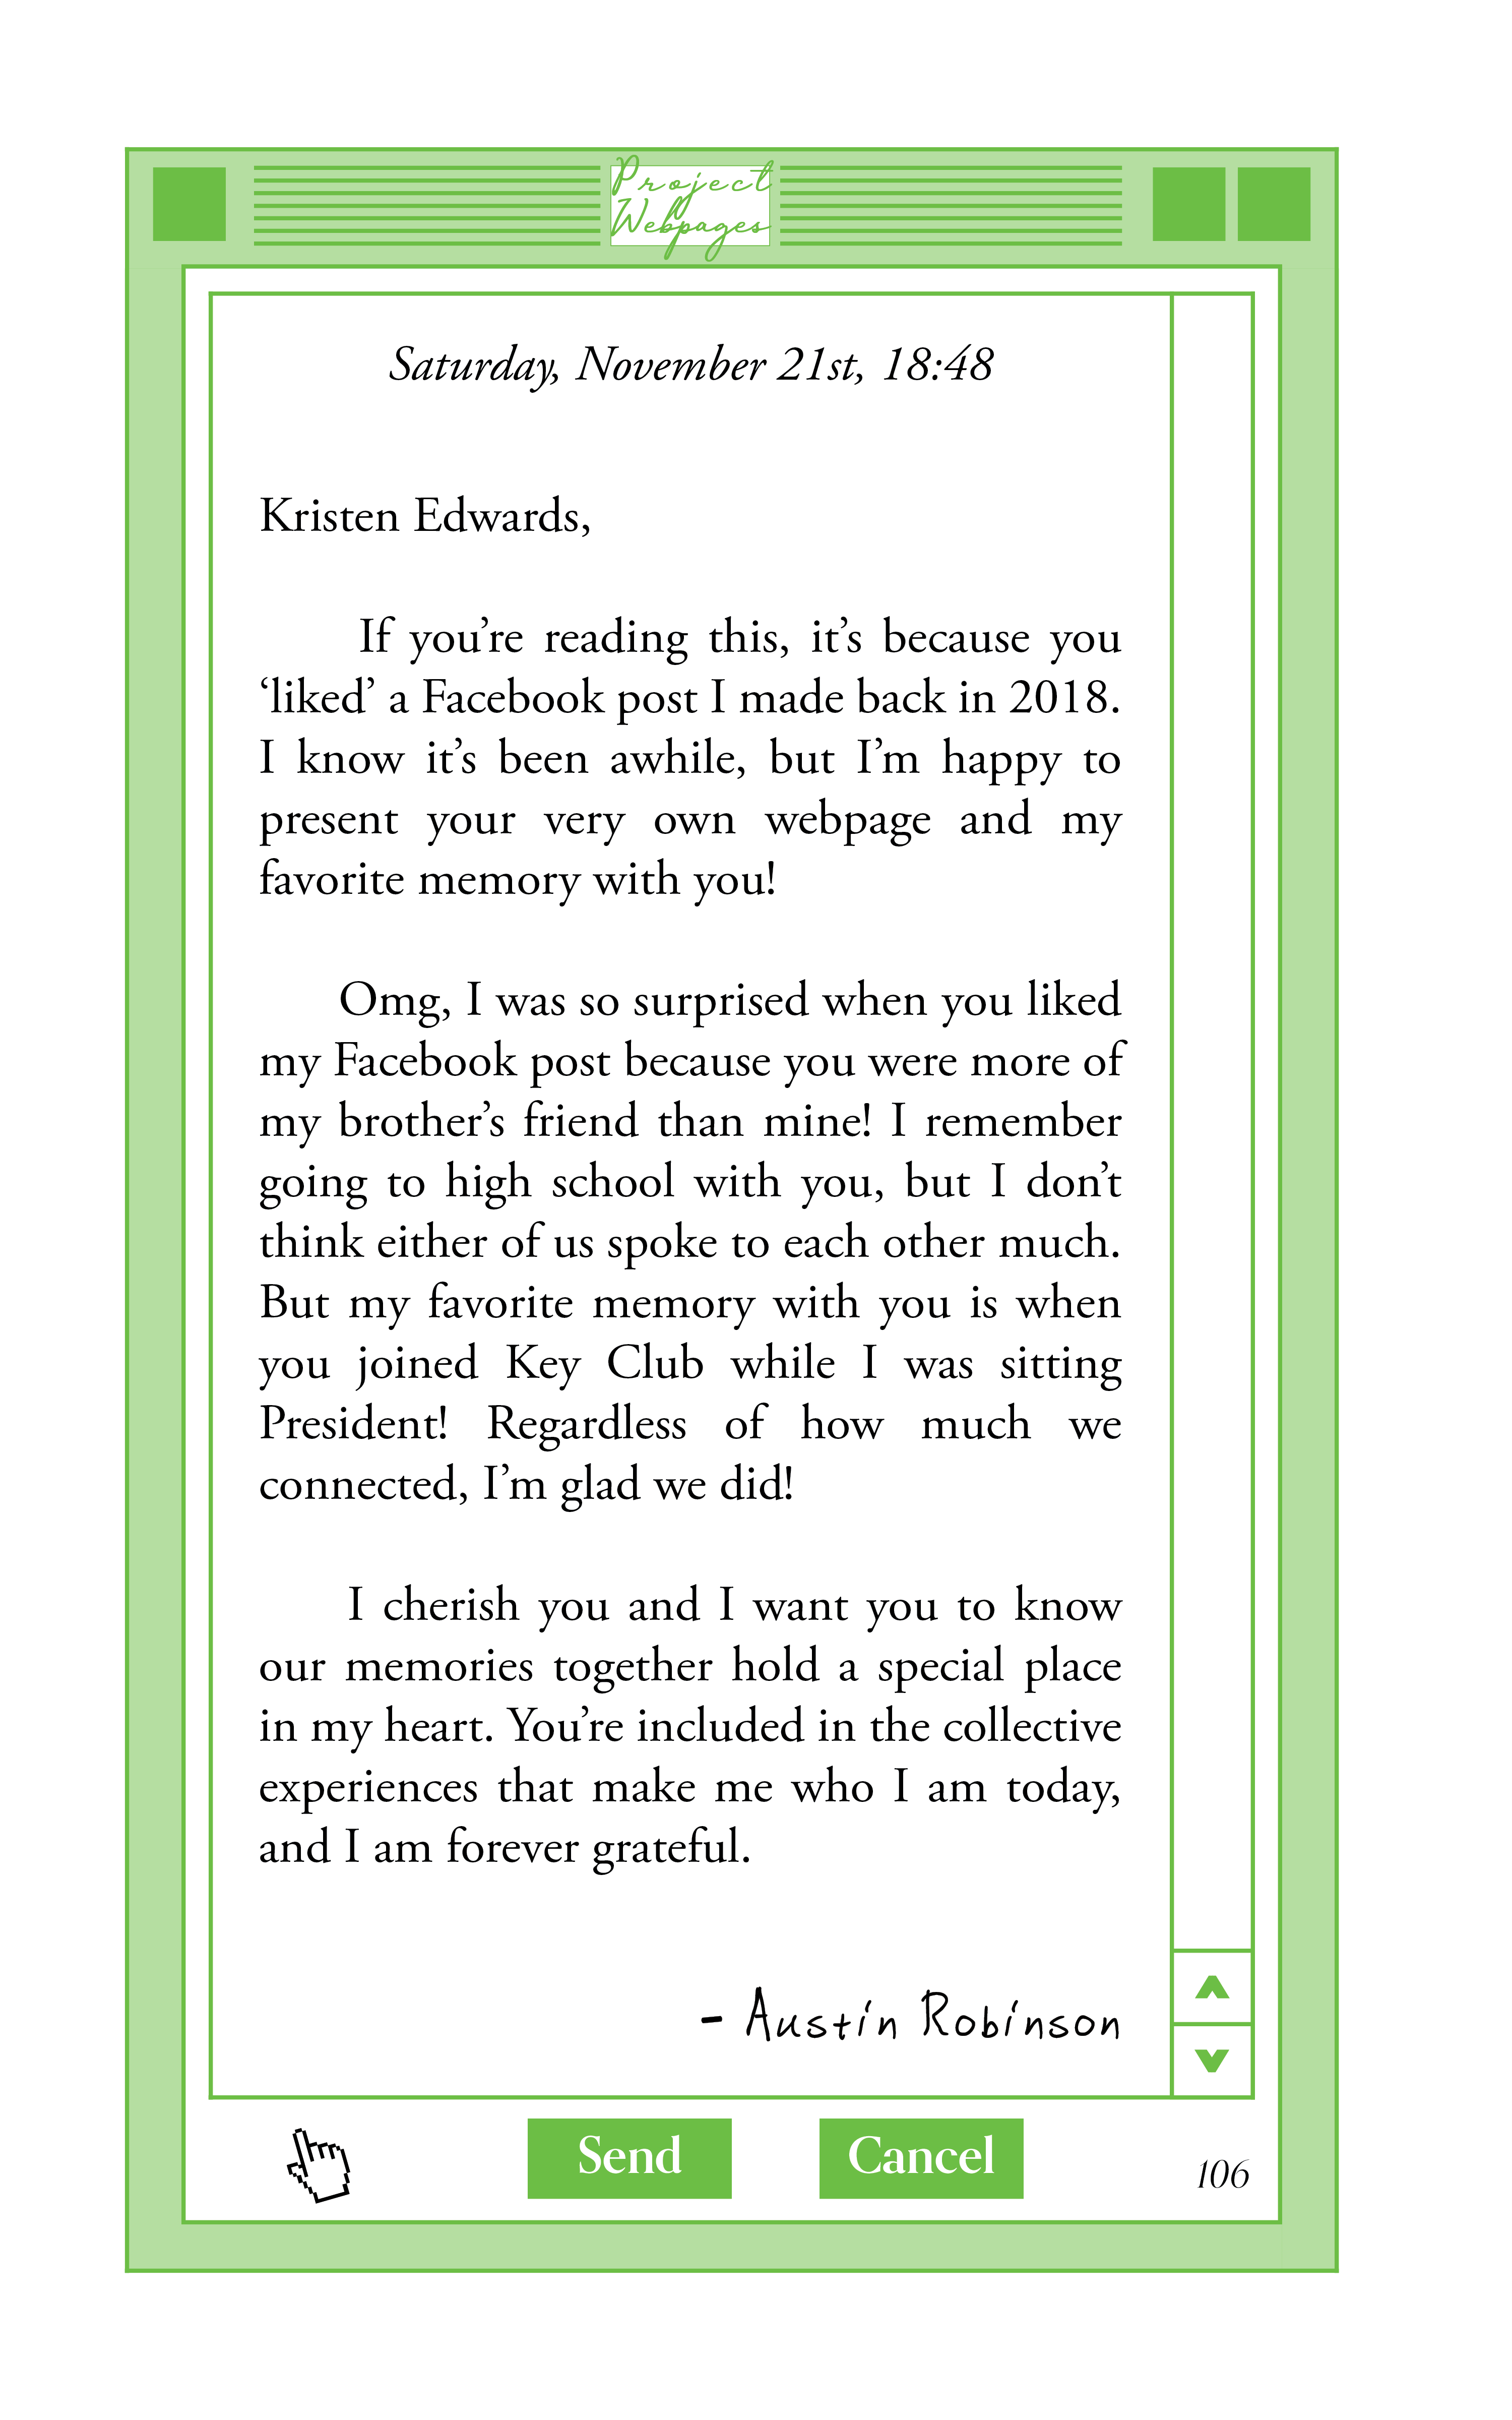 Project
Webpages
Saturday, November 21st, 18:48
Kristen Edwards,
If you’re reading this, it’s because you
‘liked’ a Facebook post I made back in 2018.
I know it’s been awhile, but I’m happy to
present your very own webpage and my
favorite memory with you!
Omg, I was so surprised when you liked
my Facebook post because you were more of
my brother’s friend than mine! I remember
going to high school with you, but I don’t
think either of us spoke to each other much.
But my favorite memory with you is when
you joined Key Club while I was sitting
President! Regardless of how much we
connected, I’m glad we did!
I cherish you and I want you to know
our memories together hold a special place
in my heart. You’re included in the collective
experiences that make me who I am today,
and I am forever grateful.
- Austin Robinson
Send Cancel
106